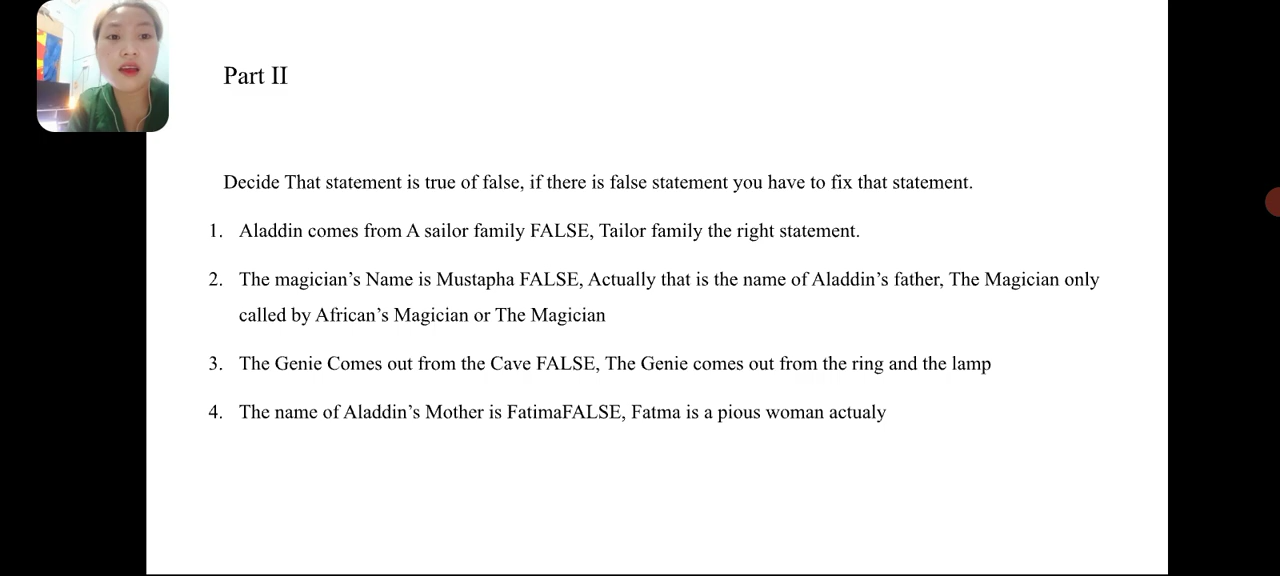 Part II
Decide That statement is true of false, if there is false statement you have to fix that statement.
1. Aladdin comes from A sailor family FALSE, Tailor family the right statement.
2. The magician’s Name is Mustapha FALSE, Actually that is the name of Aladdin’s father, The Magician only
called by African’s Magician or The Magician
3. The Genie Comes out from the Cave FALSE, The Genie comes out from the ring and the lamp
4. The name of Aladdin’s Mother is FatimaFALSE, Fatma is a pious woman actualy